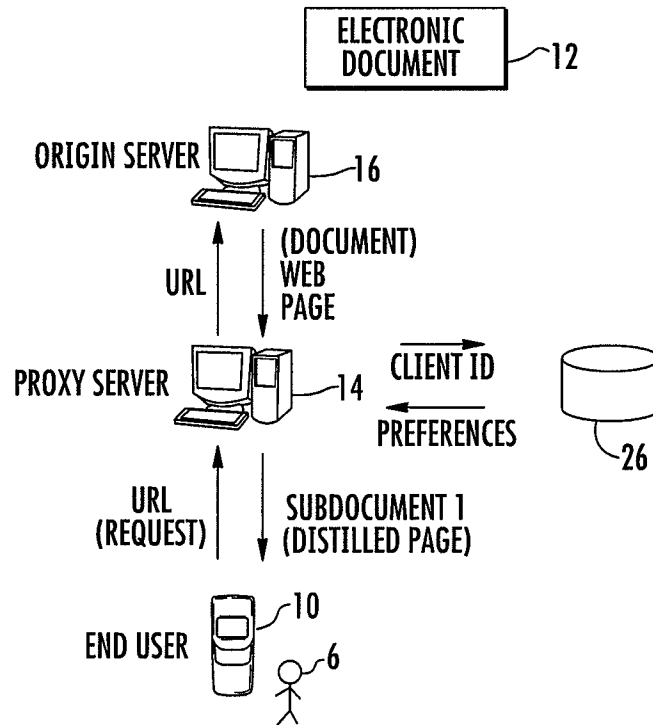 ELECTRONIC
DOCUMENT
12
ORIGIN SERVER
16
URL
(DOCUMENT)
WEB
PAGE
PROXY SERVER
14
CLIENT ID
PREFERENCES
26
URL
(REQUEST)
SUBDOCUMENT 1
(DISTILLED PAGE)
10
END USER
6